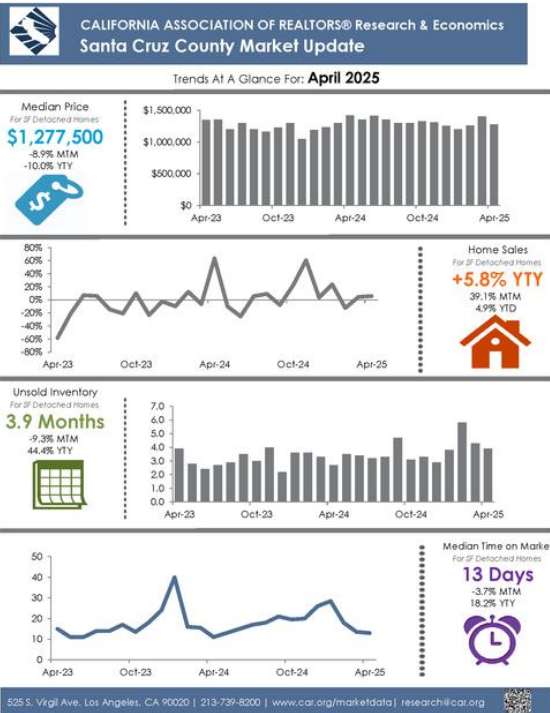 CALIFORNIA ASSOCIATION OF REALTORS® Research & Economics
Santa Cruz County Market Update
Trends At A Glance For: April 2025
Median Price
For SF Detached Homes
$1,277,500
-8.9% MTM
-10.0% YTY
$
$1,500,000
$1,000,000
$500,000
$0
Apr-23 Oct-23 Apr-24 Oct-24 Apr-25
80%
60%
40%
20%
0%
-20%
-40%
-60%
-80%
Apr-23 Oct-23 Apr-24 Oct-24 Apr-25
Home Sales
For SF Detached Homes
+5.8% YTY
39.1% MTM
4.9% YTD
Unsold Inventory
For SF Detached Homes
3.9 Months
-9.3% MTM
44.4% YTY
7.0
6.0
5.0
4.0
3.0
2.0
1.0
0.0
Apr-23 Oct-23 Apr-24 Oct-24 Apr-25
50
40
30
20
10
0
Apr-23 Oct-23 Apr-24 Oct-24 Apr-25
Median Time on Marke
For SF Detached Homes
13 Days
-3.7% MTM
18.2% YTY
525 S. Virgil Ave. Los Angeles, CA 90020 | 213-739-8200 | www.car.org/marketdata| research@car.org